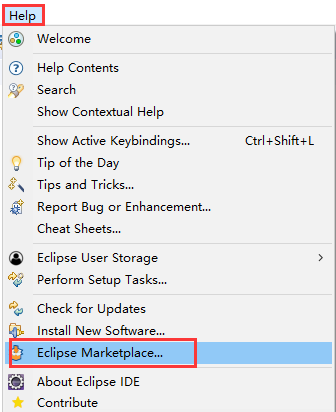 Help
Welcome
Help Contents
Search
Show Contextual Help
Show Active Keybindings... Ctrl+Shift+L
Tip of the Day
Tips and Tricks...
Report Bug or Enhancement...
Cheat Sheets...
Eclipse User Storage
Perform Setup Tasks...
Check for Updates
Install New Software...
Eclipse Marketplace...
About Eclipse IDE
Contribute